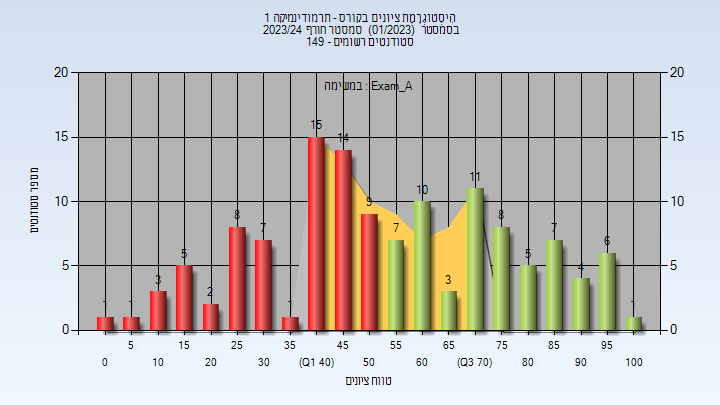 היסטוגרמת ציונים בקורס - תרמודינמיקה 1
בסמסטר (01/2023) סמסטר חורף 2023/24
149 - סטודנטים רשומים
במשימה : Exam_A
מספר סטודנטים
20 20
15 15
10 10
5 5
0 0
1 1 3 5 2 8 7 1 15 14 9 7 10 3 11 8 5 7 4 6 1
5 15 25 35 45 55 65 75 85 95
0 10 20 30 (Q1 40) 50 60 (Q3 70) 80 90 100
טווח ציונים